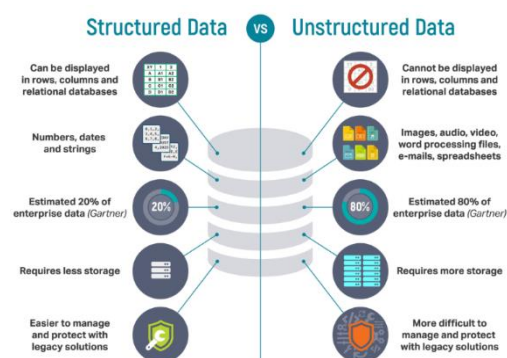 Structured Data VS Unstructured Data
Can be displayed
in rows, columns and
relational databases
Cannot be displayed
in rows, columns and
relational databases
Numbers, dates
and strings
Images, audio, video,
word processing files,
e-mails, spreadsheets
Estimated 20% of
enterprise data (Gartner)
20%
80%
Estimated 80% of
enterprise data (Gartner)
Requires less storage
Requires more storage
Easier to manage
and protect with
legacy solutions
More difficult to
manage and protect
with legacy solutions